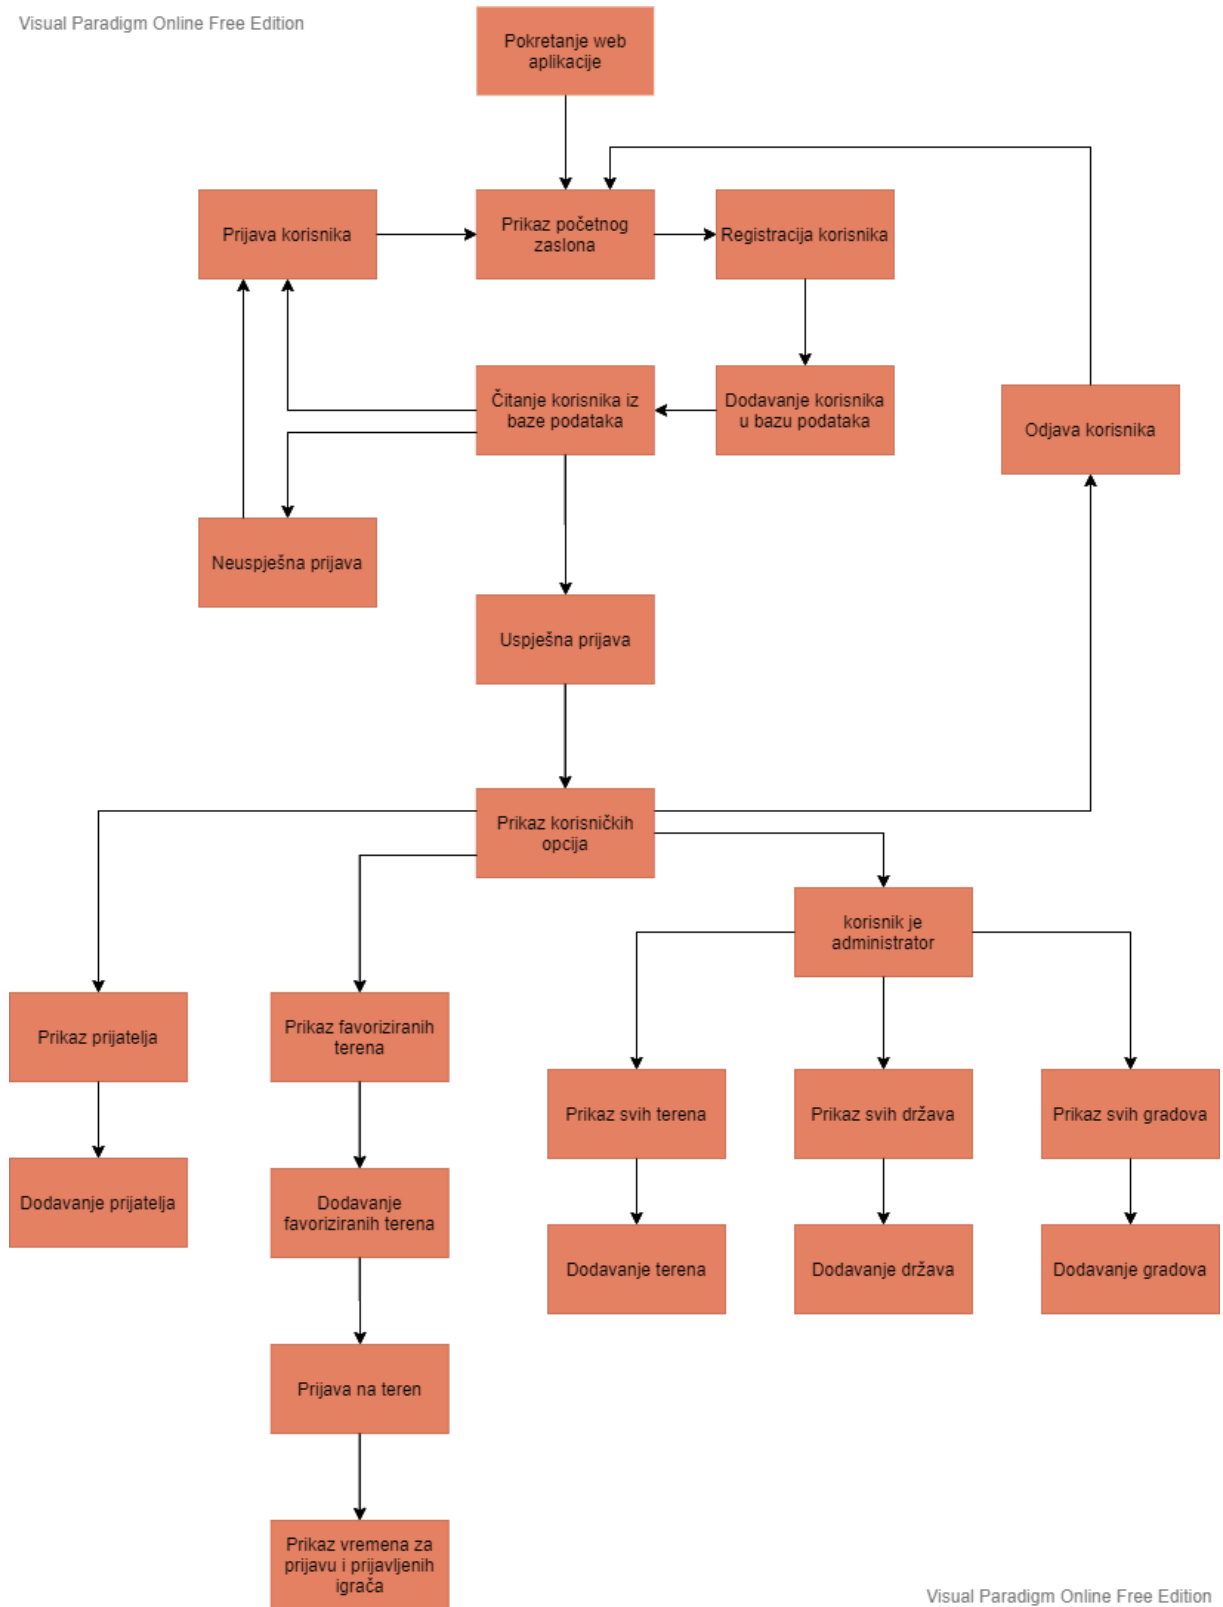 Visual Paradigm Online Free Edition
Pokretanje web
aplikacije
Prijava korisnika
Prikaz početnog
zaslona
Registracija korisnika
Čitanje korisnika iz
baze podataka
Dodavanje korisnika
u bazu podataka
Odjava korisnika
Neuspješna prijava
Uspješna prijava
Prikaz korisničkih
opcija
korisnik je
administrator
Prikaz prijatelja
Prikaz favoriziranih
terena
Prikaz svih terena
Prikaz svih država
Prikaz svih gradova
Dodavanje prijatelja
Dodavanje
favoriziranih terena
Dodavanje terena
Dodavanje država
Dodavanje gradova
Prijava na teren
Prikaz vremena za
prijavu i prijavljenih
igrača
Visual Paradigm Online Free Edition